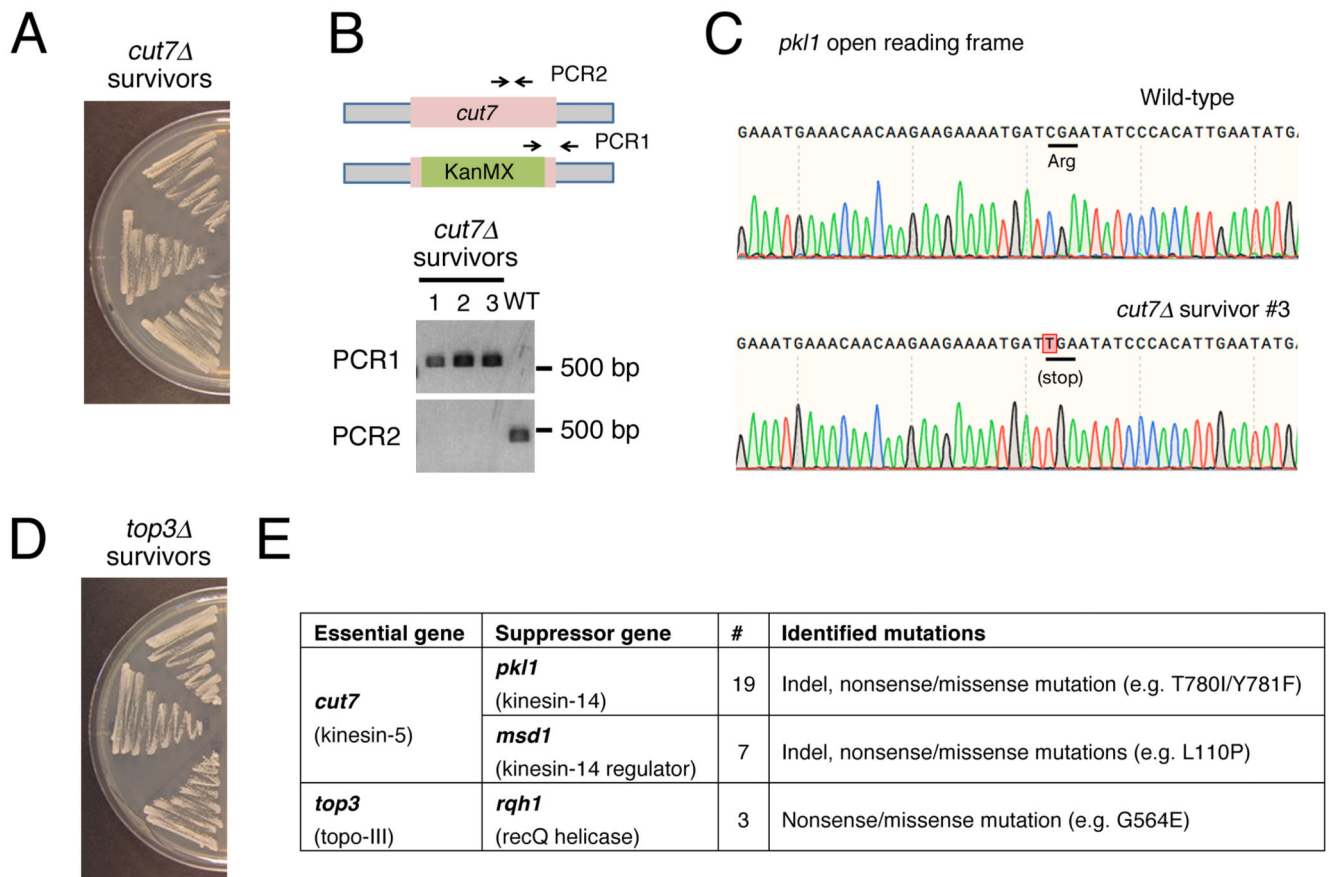 A
cut7Δ
survivors
B
PCR2
cut7
PCR1
KanMX
cut7Δ
survivors
1 2 3 WT
PCR1
500 bp
PCR2
500 bp
C
pkl1 open reading frame
Wild-type
GAAATGAAACAACAAGAAGAAAATGATCGAATATCCCACATTGAATATG
Arg
cut7Δ survivor #3
GAAATGAAACAACAAGAAGAAAATGATTGAATATCCCACATTGAATATG
(stop)
D
top3Δ
survivors
E
Essential gene Suppressor gene # Identified mutations
cut7
(kinesin-5)
pkl1
(kinesin-14)
19 Indel, nonsense/missense mutation (e.g. T780I/Y781F)
msd1
(kinesin-14 regulator)
7 Indel, nonsense/missense mutations (e.g. L110P)
top3
(topo-III)
rqh1
(recQ helicase)
3 Nonsense/missense mutation (e.g. G564E)